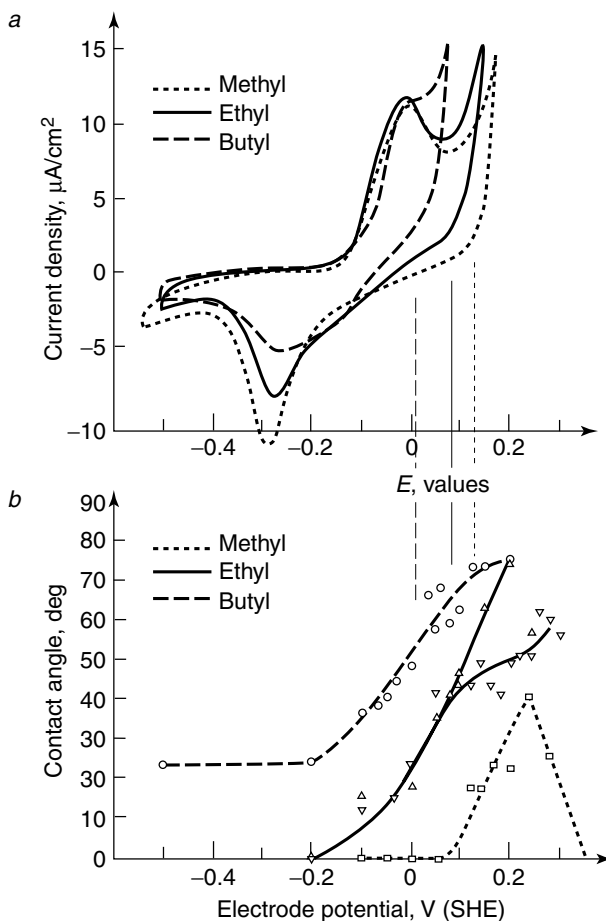 a
15
10
5
0
−5
−10
Current density, µA/cm²
Methyl
Ethyl
Butyl
−0.4
−0.2
0
0.2
E, values
b
90
80
70
60
50
40
30
30
10
0
Contact angle, deg
Methyl
Ethyl
Butyl
−0.4
−0.2
0
0.2
Electrode potential, V (SHE)